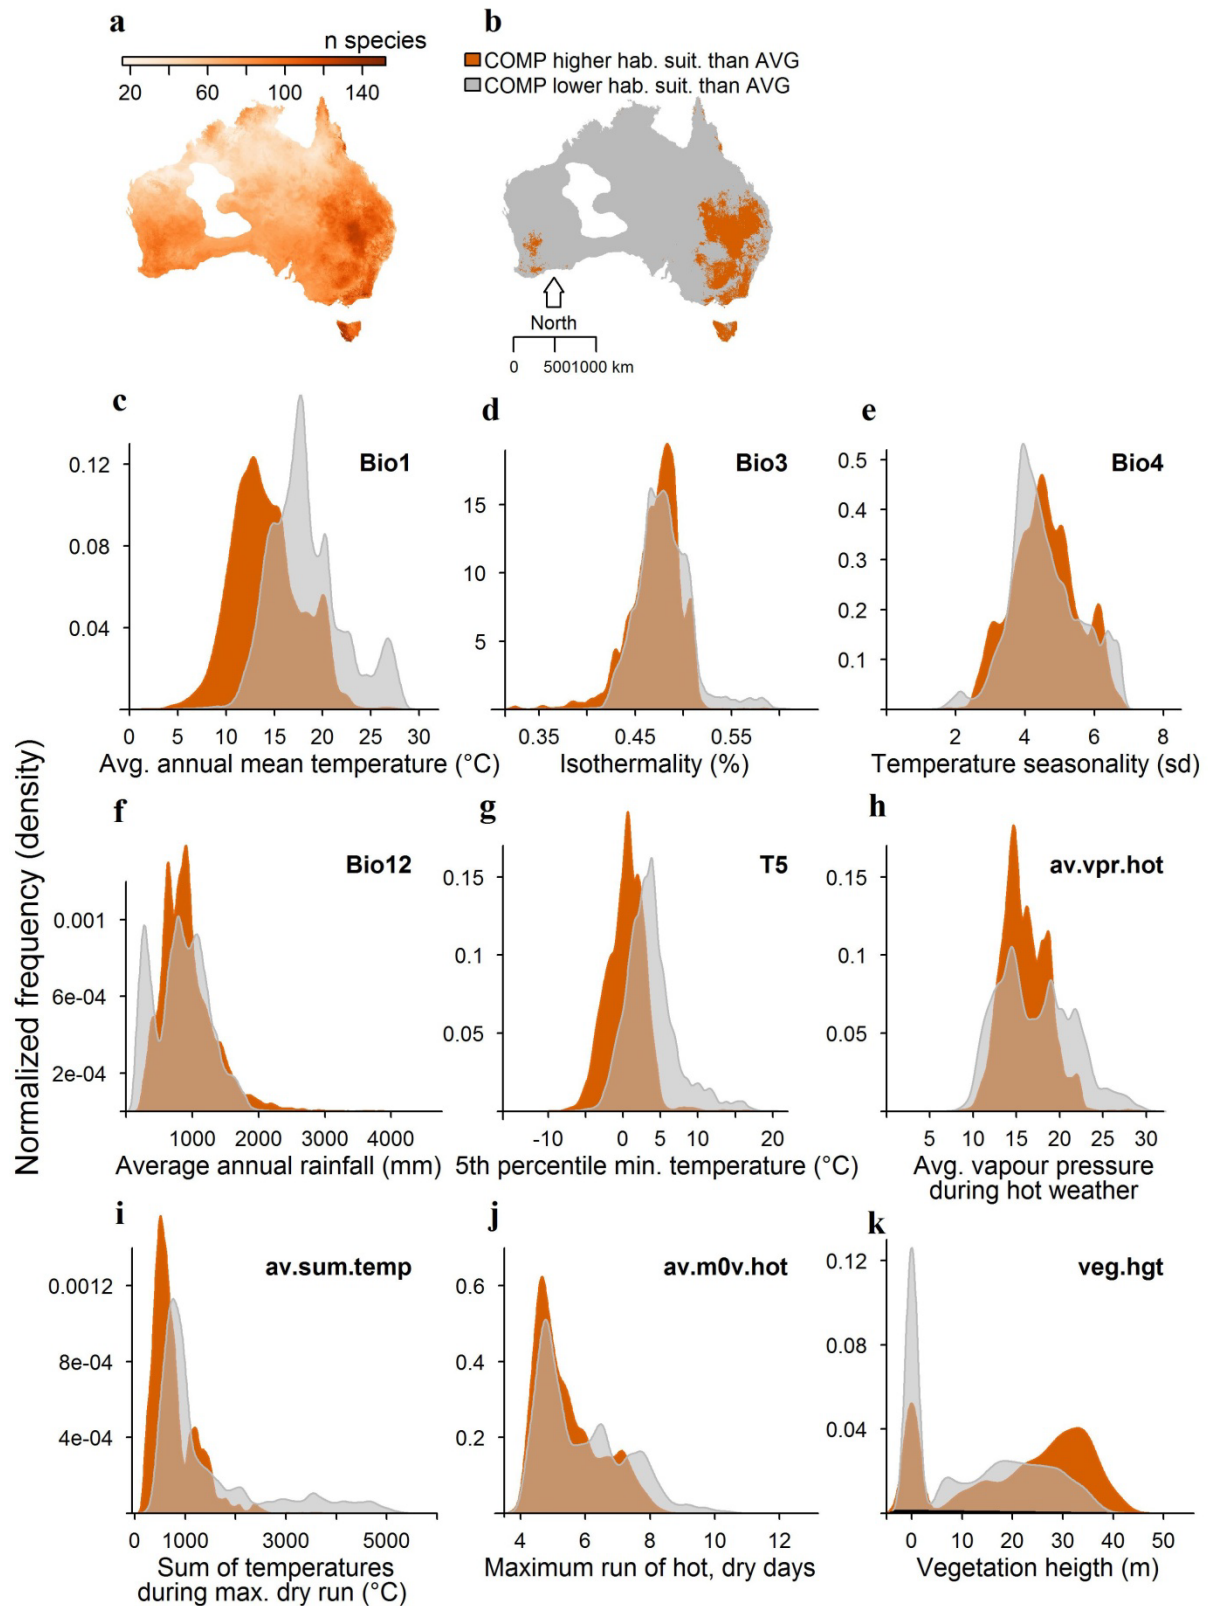 a
n species
20 60 100 140
b
COMP higher hab. suit. than AVG
COMP lower hab. suit. than AVG
North
0 5001000 km
Normalized frequency (density)
c
Bio1
0.12
0.08
0.04
0 5 10 15 20 25 30
Avg. annual mean temperature (°C)
d
Bio3
15
10
5
0.35 0.45 0.55
Isothermality (%)
e
Bio4
0.5
0.4
0.3
0.2
0.1
2 4 6 8
Temperature seasonality (sd)
f
Bio12
0.001
6e-04
2e-04
1000 2000 3000 4000
Average annual rainfall (mm)
g
T5
0.15
0.1
0.05
-10 0 5 10 20
5th percentile min. temperature (°C)
h
av.vpr.hot
0.15
0.1
0.05
5 10 15 20 25 30
Avg. vapour pressure
during hot weather
i
av.sum.temp
0.0012
8e-04
4e-04
0 1000 3000 5000
Sum of temperatures
during max. dry run (°C)
j
av.m0v.hot
0.6
0.4
0.2
4 6 8 10 12
Maximum run of hot, dry days
k
veg.hgt
0.12
0.08
0.04
0 10 20 30 40 50
Vegetation heigth (m)